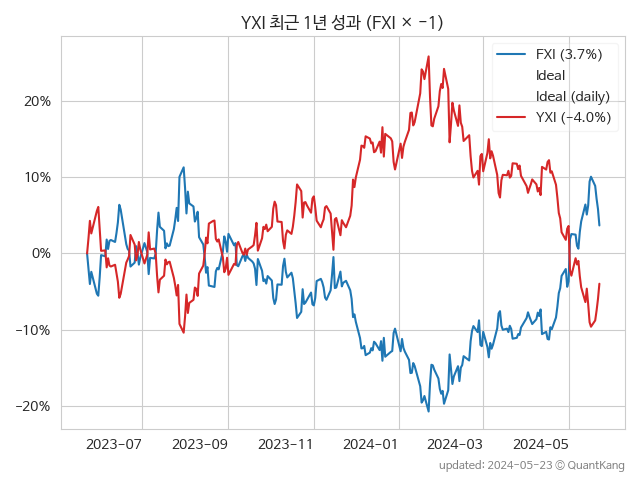 YXI 최근 1년 성과 (FXI × −1)
FXI (3.7%)
Ideal
Ideal (daily)
YXI (−4.0%)
20%
10%
0%
−10%
−20%
2023-07 2023-09 2023-11 2024-01 2024-03 2024-05
updated: 2024-05-23 ⓒ QuantKang